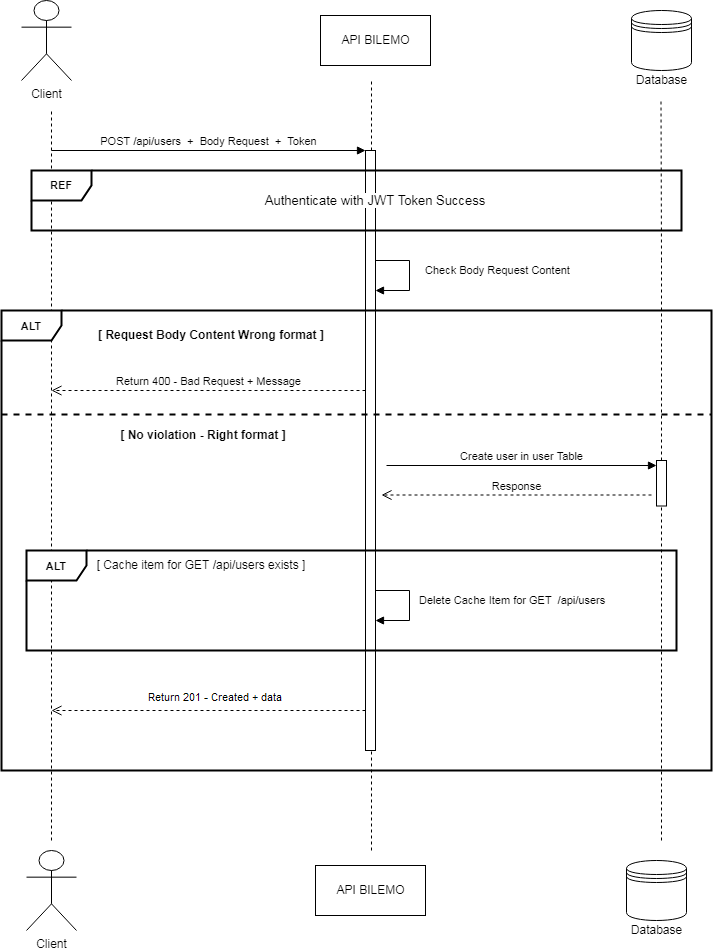 API BILEMO
Client
Database
POST /api/users + Body Request + Token
REF
Authenticate with JWT Token Success
Check Body Request Content
ALT
[ Request Body Content Wrong format ]
Return 400 - Bad Request + Message
[ No violation - Right format ]
Create user in user Table
Response
ALT
[ Cache item for GET /api/users exists ]
Delete Cache Item for GET /api/users
Return 201 - Created + data
API BILEMO
Database
Client